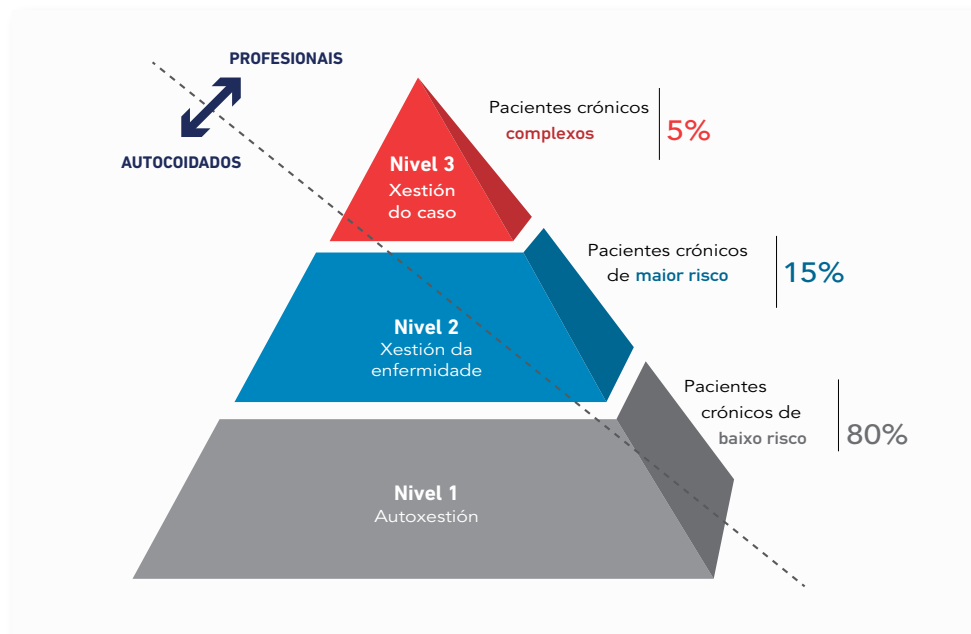 PROFESIONAIS
AUTOCOIDADOS
Nivel 3
Xestión
do caso
Pacientes crónicos
complexos
5%
Nivel 2
Xestión da
enfermidade
Pacientes crónicos
de maior risco
15%
Nivel 1
Autoxestión
Pacientes
crónicos de
baixo risco
80%